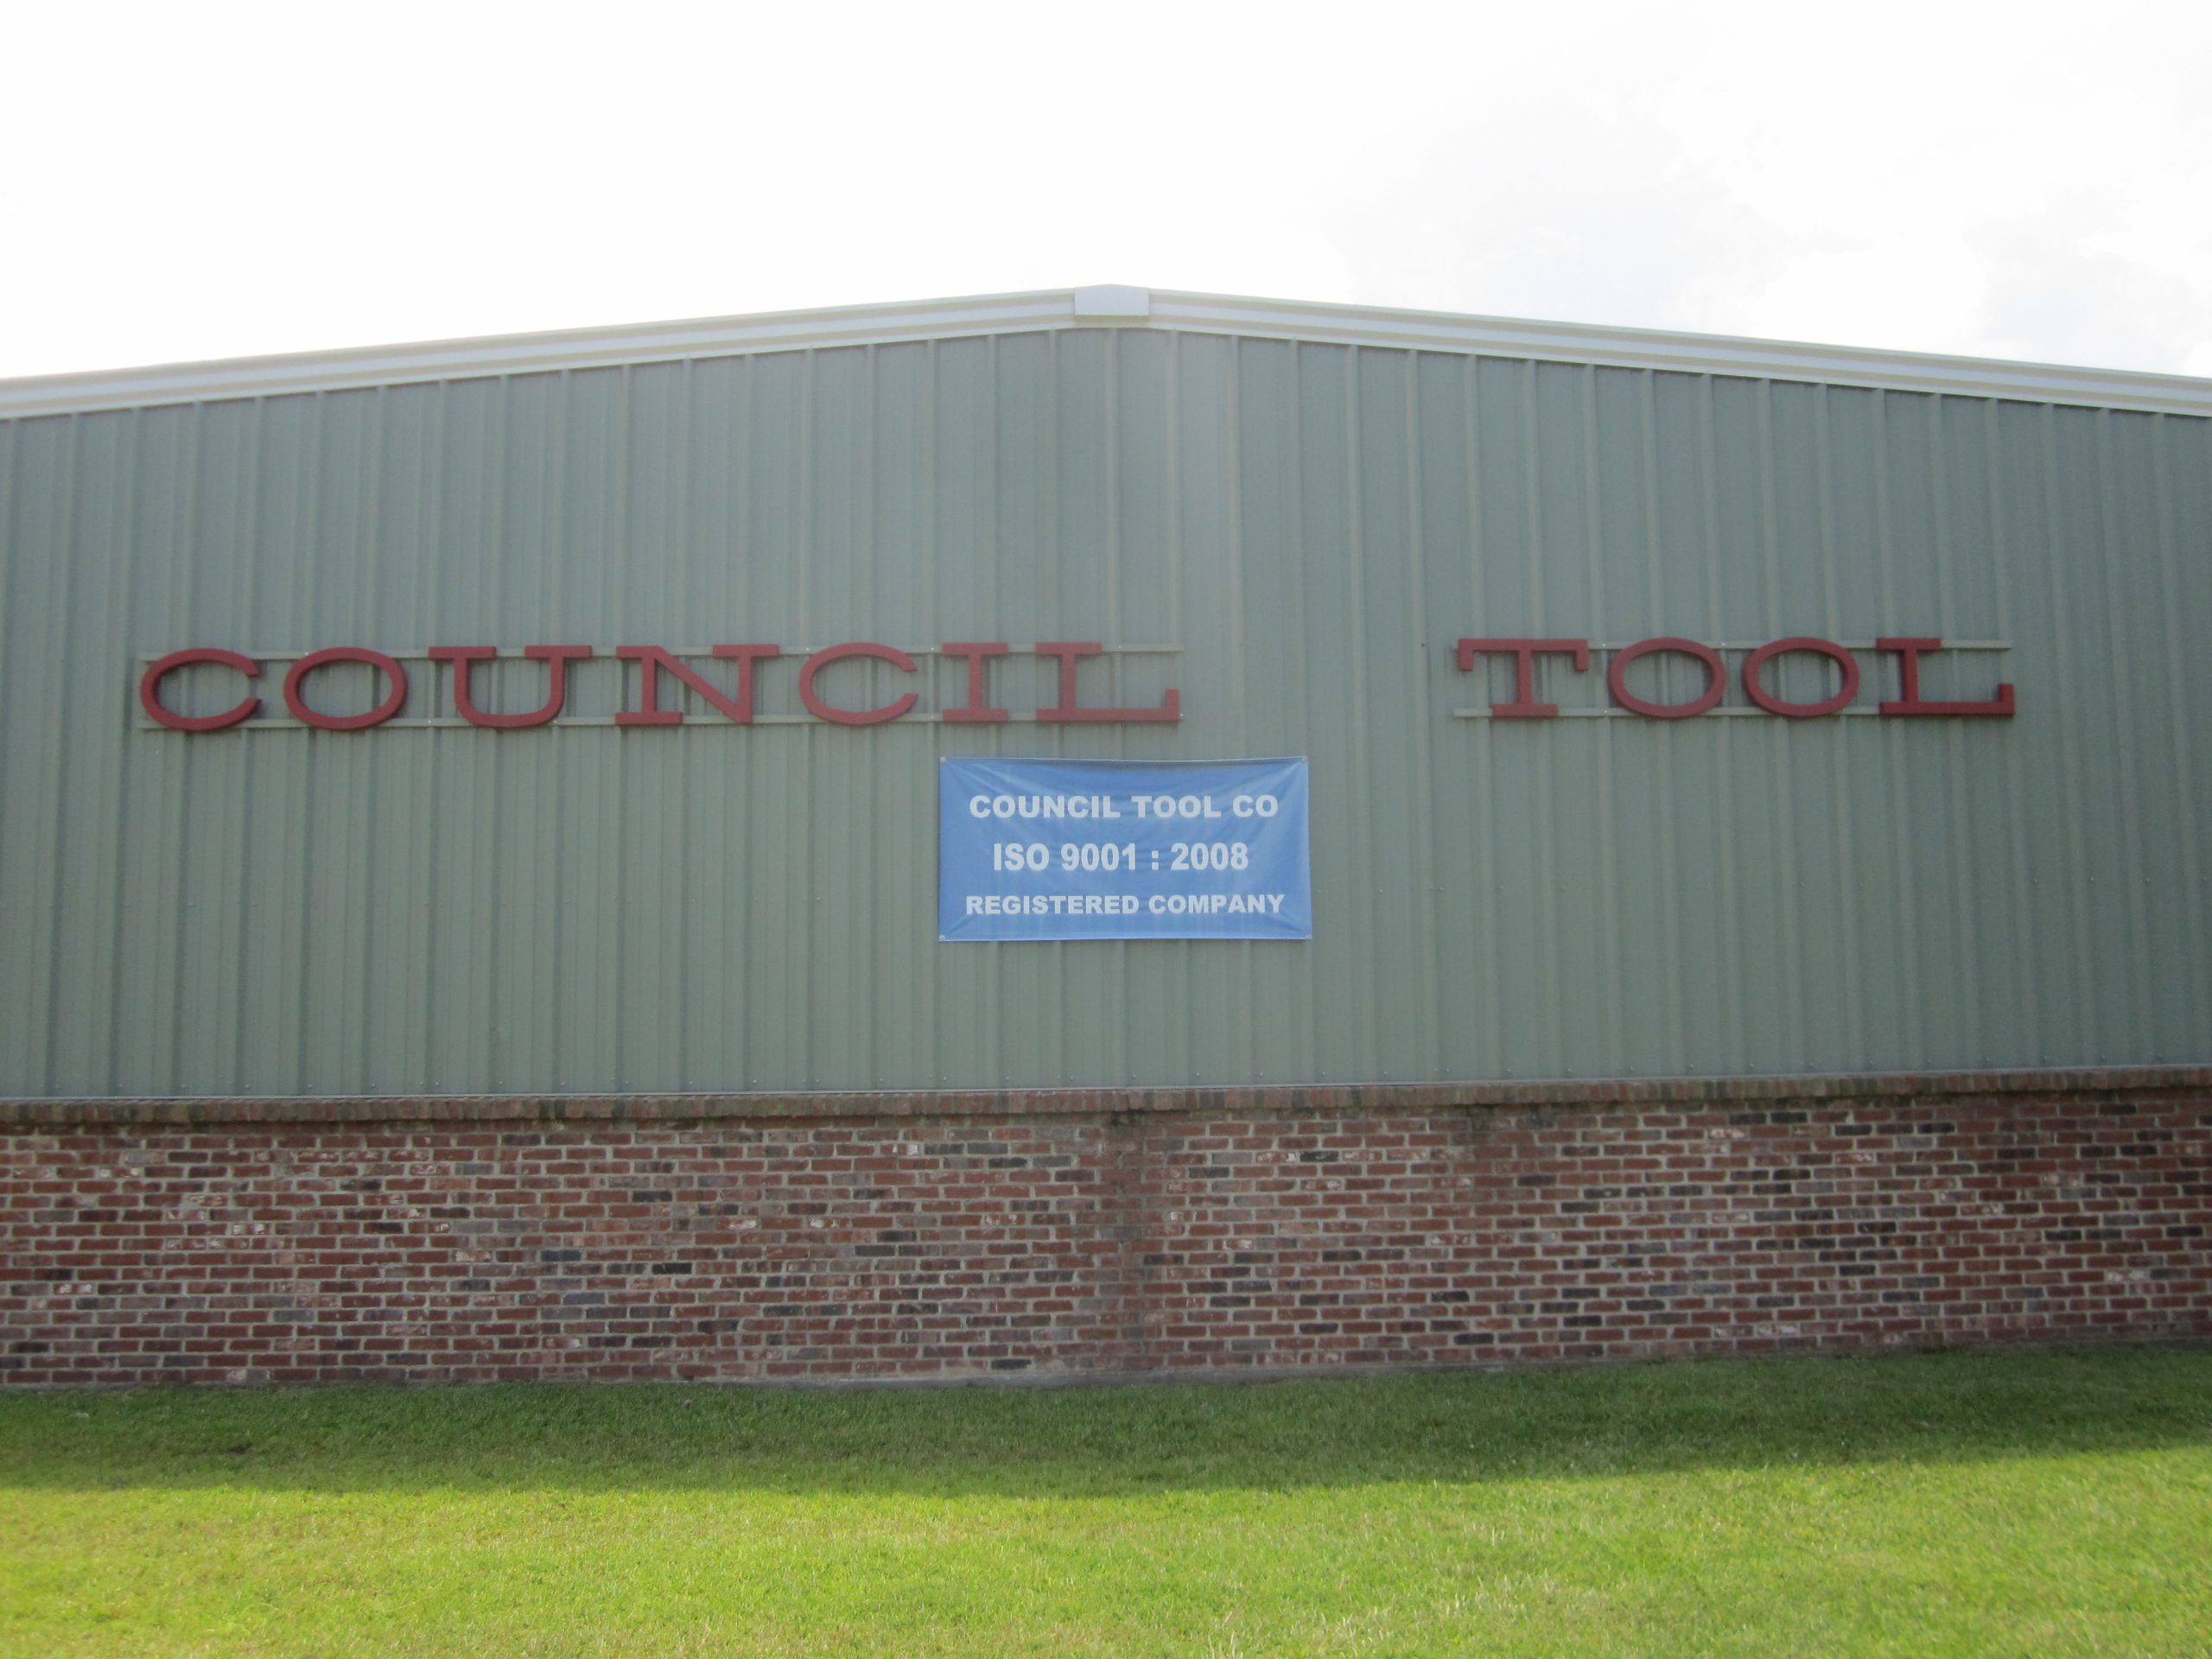 COUNCIL TOOL
COUNCIL TOOL CO
ISO 9001 : 2008
REGISTERED COMPANY